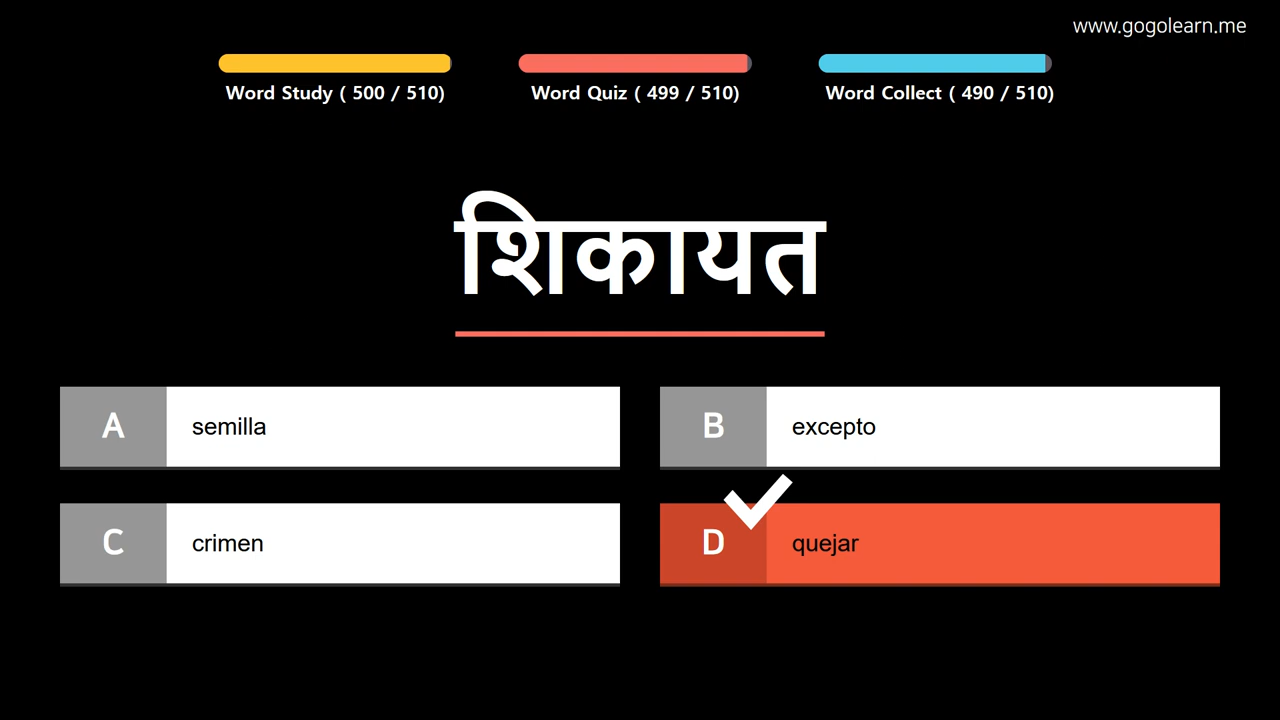 www.gogolearn.me
Word Study ( 500 / 510)
Word Quiz ( 499 / 510)
Word Collect ( 490 / 510)
शिकायत
A semilla
B excepto
C crimen
D quejar